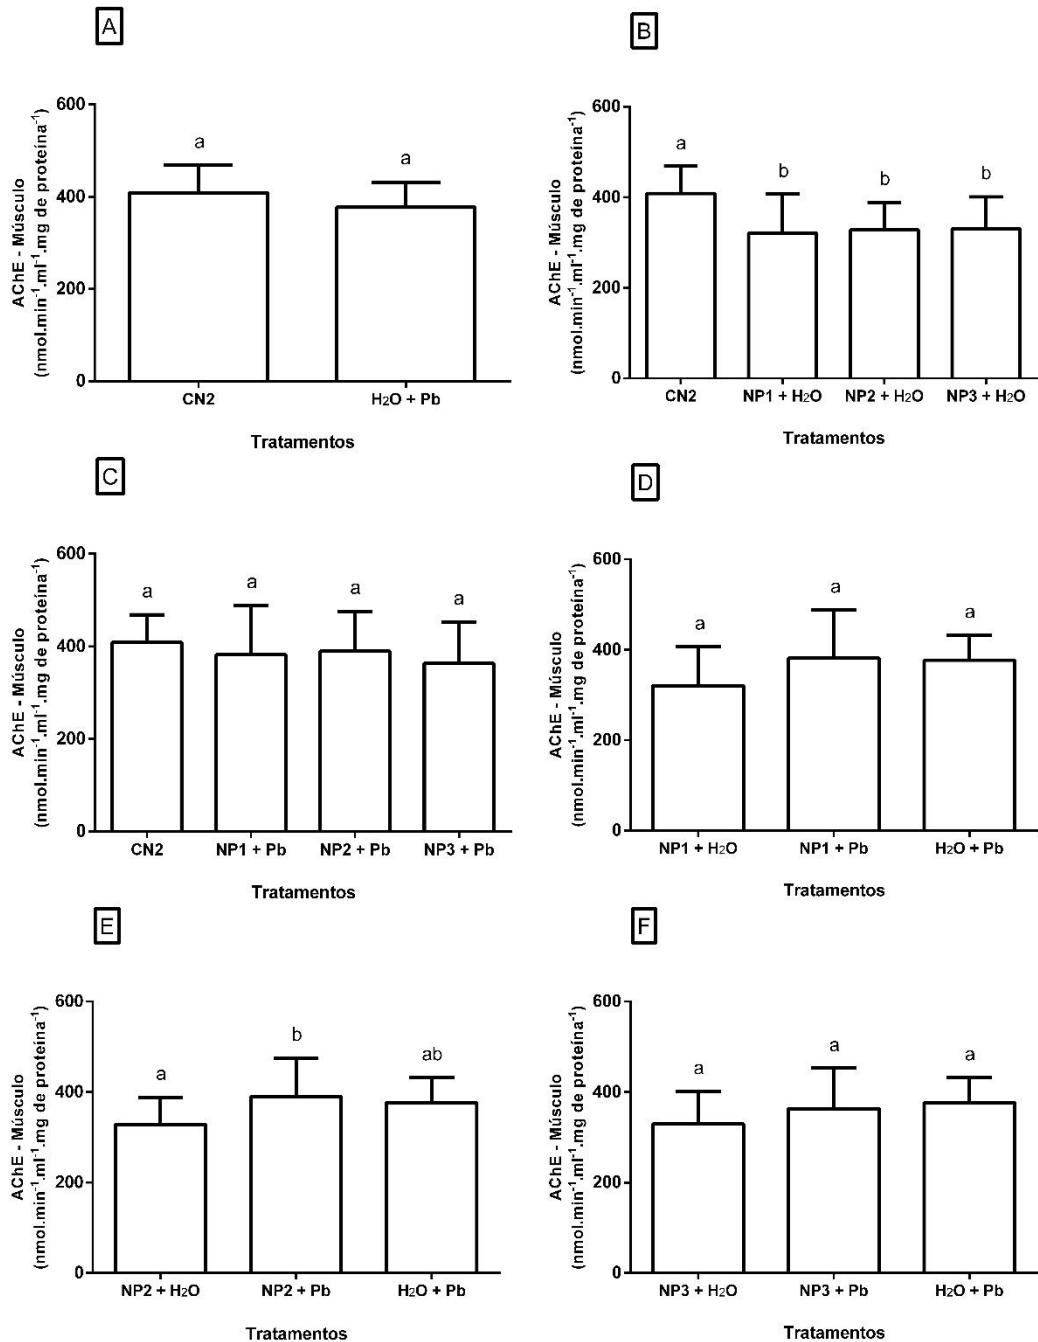 A
AChE - Músculo
(nmol.min⁻¹.ml⁻¹.mg de proteína⁻¹)
600
400
200
0
a
a
CN2
H₂O + Pb
Tratamentos
B
AChE - Músculo
(nmol.min⁻¹.ml⁻¹.mg de proteína⁻¹)
600
400
200
0
a
b
b
b
CN2
NP1 + H₂O
NP2 + H₂O
NP3 + H₂O
Tratamentos
C
AChE - Músculo
(nmol.min⁻¹.ml⁻¹.mg de proteína⁻¹)
600
400
200
0
a
a
a
a
CN2
NP1 + Pb
NP2 + Pb
NP3 + Pb
Tratamentos
D
AChE - Músculo
(nmol.min⁻¹.ml⁻¹.mg de proteína⁻¹)
600
400
200
0
a
a
a
NP1 + H₂O
NP1 + Pb
H₂O + Pb
Tratamentos
E
AChE - Músculo
(nmol.min⁻¹.ml⁻¹.mg de proteína⁻¹)
600
400
200
0
a
b
ab
NP2 + H₂O
NP2 + Pb
H₂O + Pb
Tratamentos
F
AChE - Músculo
(nmol.min⁻¹.ml⁻¹.mg de proteína⁻¹)
600
400
200
0
a
a
a
NP3 + H₂O
NP3 + Pb
H₂O + Pb
Tratamentos